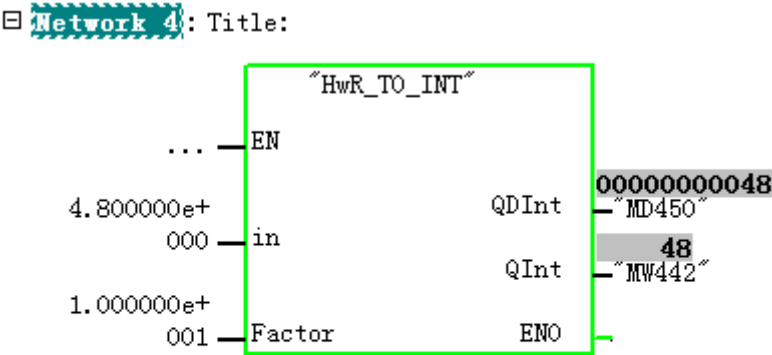 Network 4: Title:
"HwR_TO_INT"
... EN
00000000048
4.800000e+ QDInt "MD450"
000 in
48
QInt "MW442"
1.000000e+
001 Factor ENO